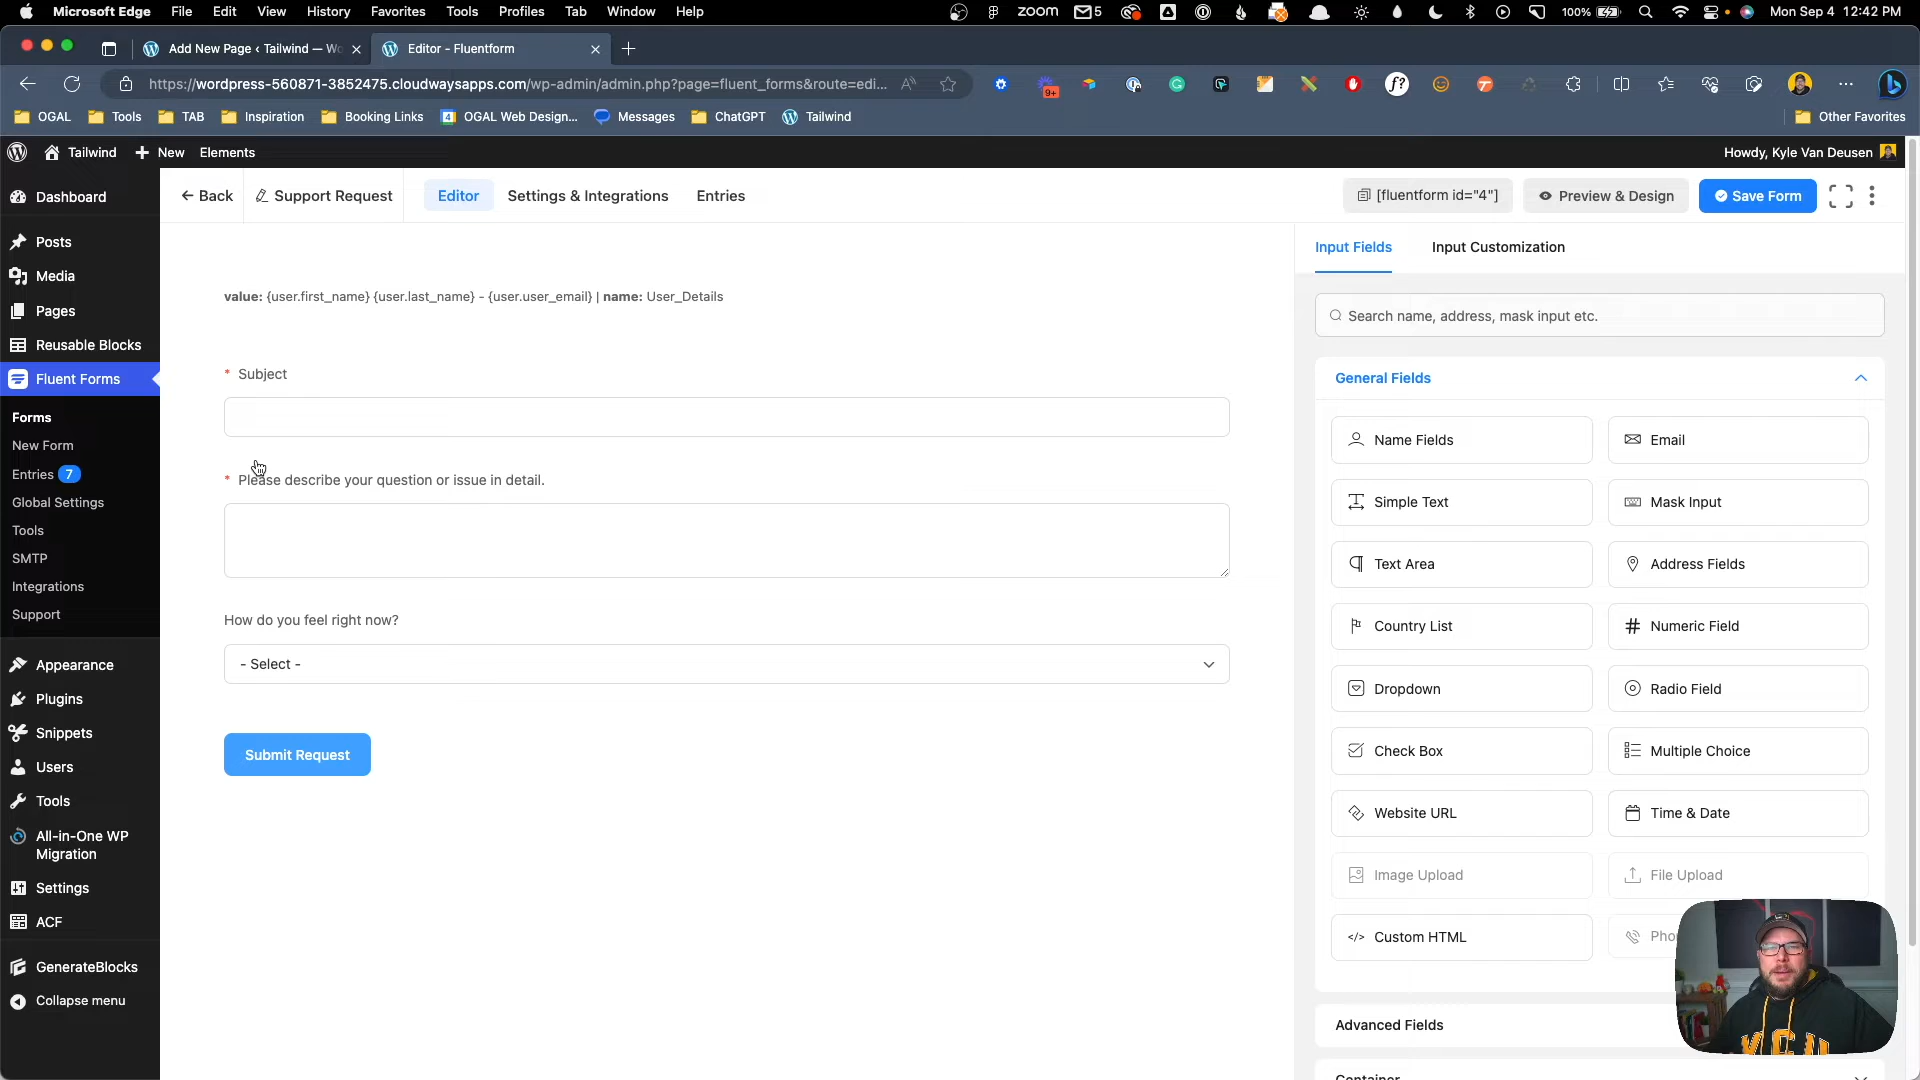 Microsoft Edge File Edit View History Favorites Tools Profiles Tab Window Help
zoom 5 100% Mon Sep 4 12:42 PM
Add New Page ‹ Tailwind — Wo
Editor - Fluentform
https://wordpress-560871-3852475.cloudwaysapps.com/wp-admin/admin.php?page=fluent_forms&route=edi...
9+
f?
OGAL Tools TAB Inspiration Booking Links OGAL Web Design... Messages ChatGPT Tailwind Other Favorites
Tailwind New Elements Howdy, Kyle Van Deusen
Dashboard
Posts
Media
Pages
Reusable Blocks
Fluent Forms
Forms
New Form
Entries 7
Global Settings
Tools
SMTP
Integrations
Support
Appearance
Plugins
Snippets
Users
Tools
All-in-One WP
Migration
Settings
ACF
GenerateBlocks
Collapse menu
Back Support Request Editor Settings & Integrations Entries
[fluentform id="4"] Preview & Design Save Form
value: {user.first_name} {user.last_name} - {user.user_email} | name: User_Details
* Subject
* Please describe your question or issue in detail.
How do you feel right now?
- Select -
Submit Request
Input Fields Input Customization
Search name, address, mask input etc.
General Fields
Name Fields Email
Simple Text Mask Input
Text Area Address Fields
Country List Numeric Field
Dropdown Radio Field
Check Box Multiple Choice
Website URL Time & Date
Image Upload File Upload
Custom HTML
Advanced Fields
Container